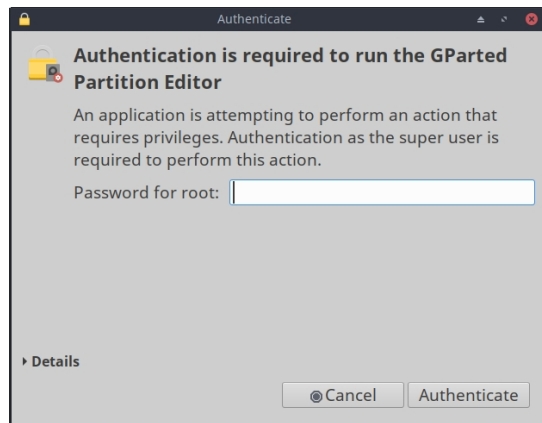 Authenticate
Authentication is required to run the GParted
Partition Editor
An application is attempting to perform an action that
requires privileges. Authentication as the super user is
required to perform this action.
Password for root:
Details
Cancel
Authenticate